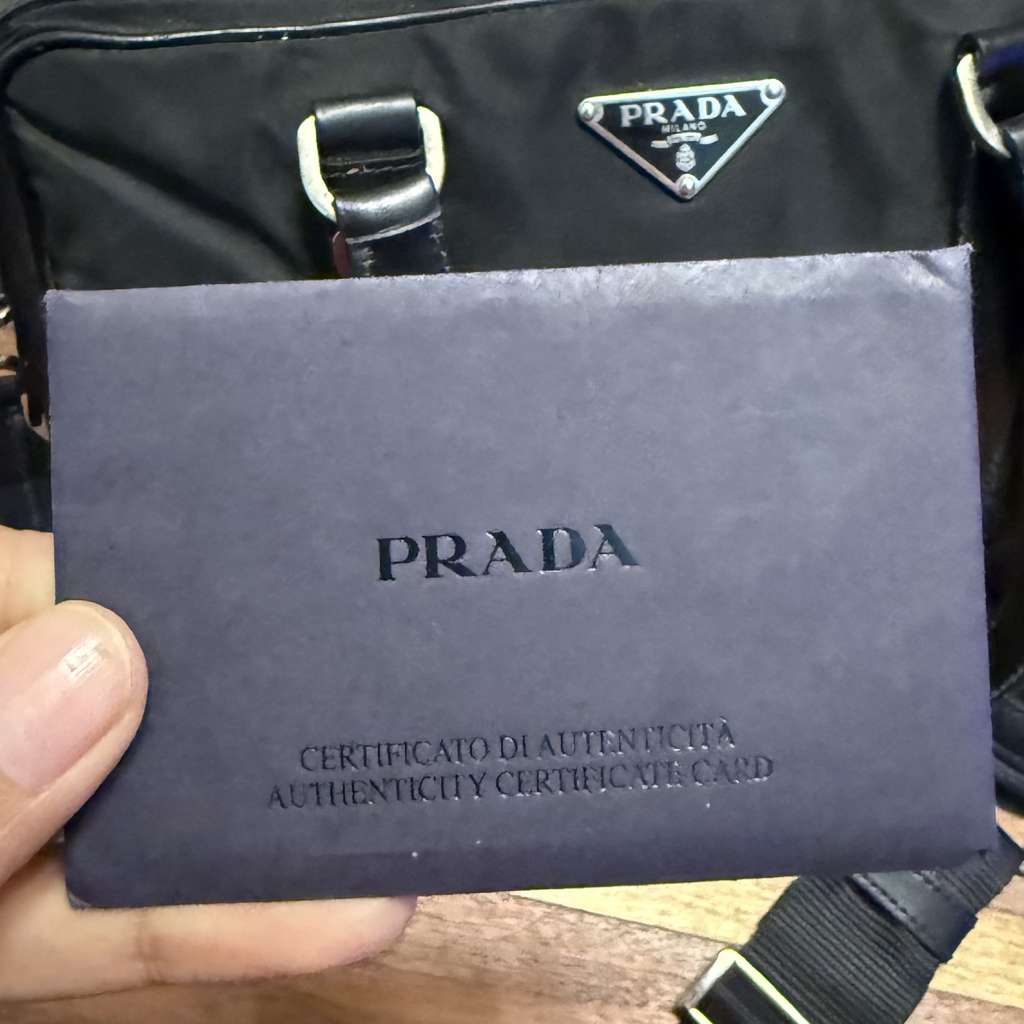 PRADA
MILANO
PRADA
CERTIFICATO DI AUTENTICITÀ
AUTHENTICITY CERTIFICATE CARD